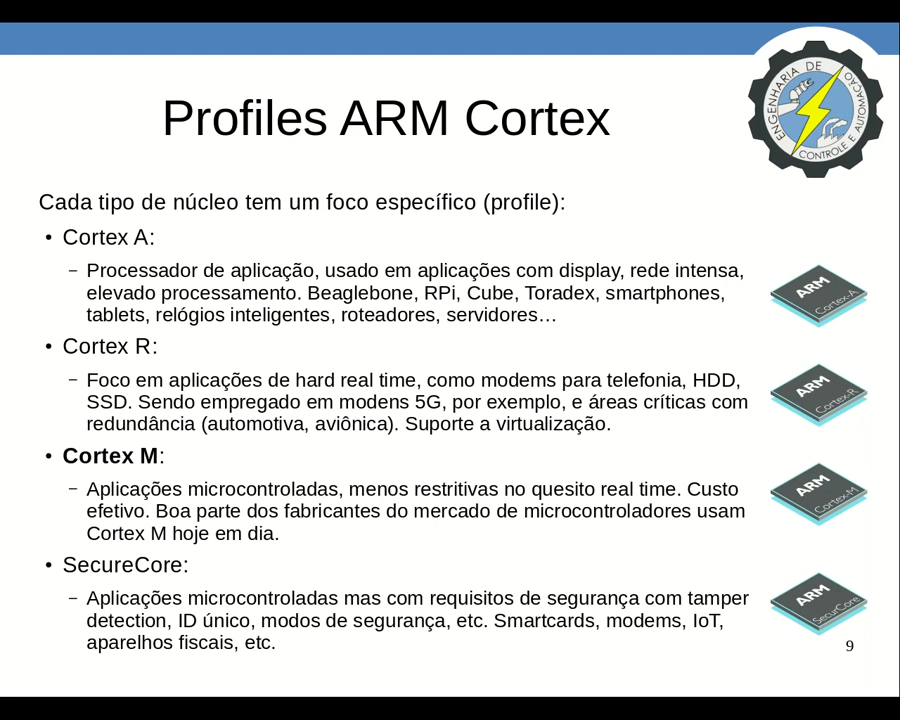 ENGENHARIA DE
CONTROLE E AUTOMAÇÃO
Profiles ARM Cortex
Cada tipo de núcleo tem um foco específico (profile):
• Cortex A:
– Processador de aplicação, usado em aplicações com display, rede intensa,
elevado processamento. Beaglebone, RPi, Cube, Toradex, smartphones,
tablets, relógios inteligentes, roteadores, servidores…
ARM
Cortex-A
• Cortex R:
– Foco em aplicações de hard real time, como modems para telefonia, HDD,
SSD. Sendo empregado em modens 5G, por exemplo, e áreas críticas com
redundância (automotiva, aviônica). Suporte a virtualização.
ARM
Cortex-R
• Cortex M:
– Aplicações microcontroladas, menos restritivas no quesito real time. Custo
efetivo. Boa parte dos fabricantes do mercado de microcontroladores usam
Cortex M hoje em dia.
ARM
Cortex-M
• SecureCore:
– Aplicações microcontroladas mas com requisitos de segurança com tamper
detection, ID único, modos de segurança, etc. Smartcards, modems, IoT,
aparelhos fiscais, etc.
ARM
SecurCore
9